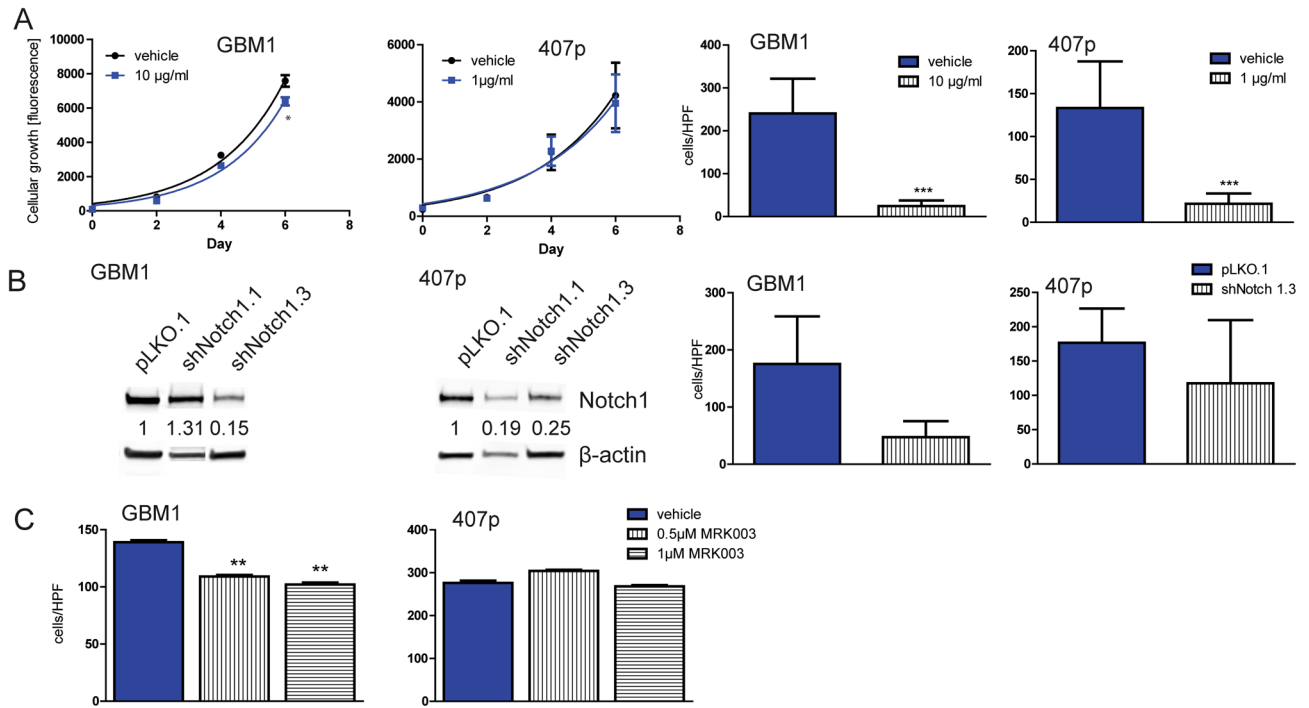 A
GBM1
vehicle
10 µg/ml
Cellular growth [fluorescence]
10000
8000
6000
4000
2000
0
*
0 2 4 6 8
Day
407p
vehicle
1µg/ml
6000
4000
2000
0
0 2 4 6 8
Day
GBM1
vehicle
10 µg/ml
cells/HPF
400
300
200
100
0
***
407p
vehicle
1 µg/ml
200
150
100
50
0
***
B
GBM1
pLKO.1
shNotch1.1
shNotch1.3
1 1.31 0.15
407p
pLKO.1
shNotch1.1
shNotch1.3
Notch1
1 0.19 0.25
β-actin
GBM1
cells/HPF
300
200
100
0
407p
pLKO.1
shNotch 1.3
250
200
150
100
50
0
C
GBM1
cells/HPF
150
100
50
0
**
**
407p
vehicle
0.5µM MRK003
1µM MRK003
400
300
200
100
0